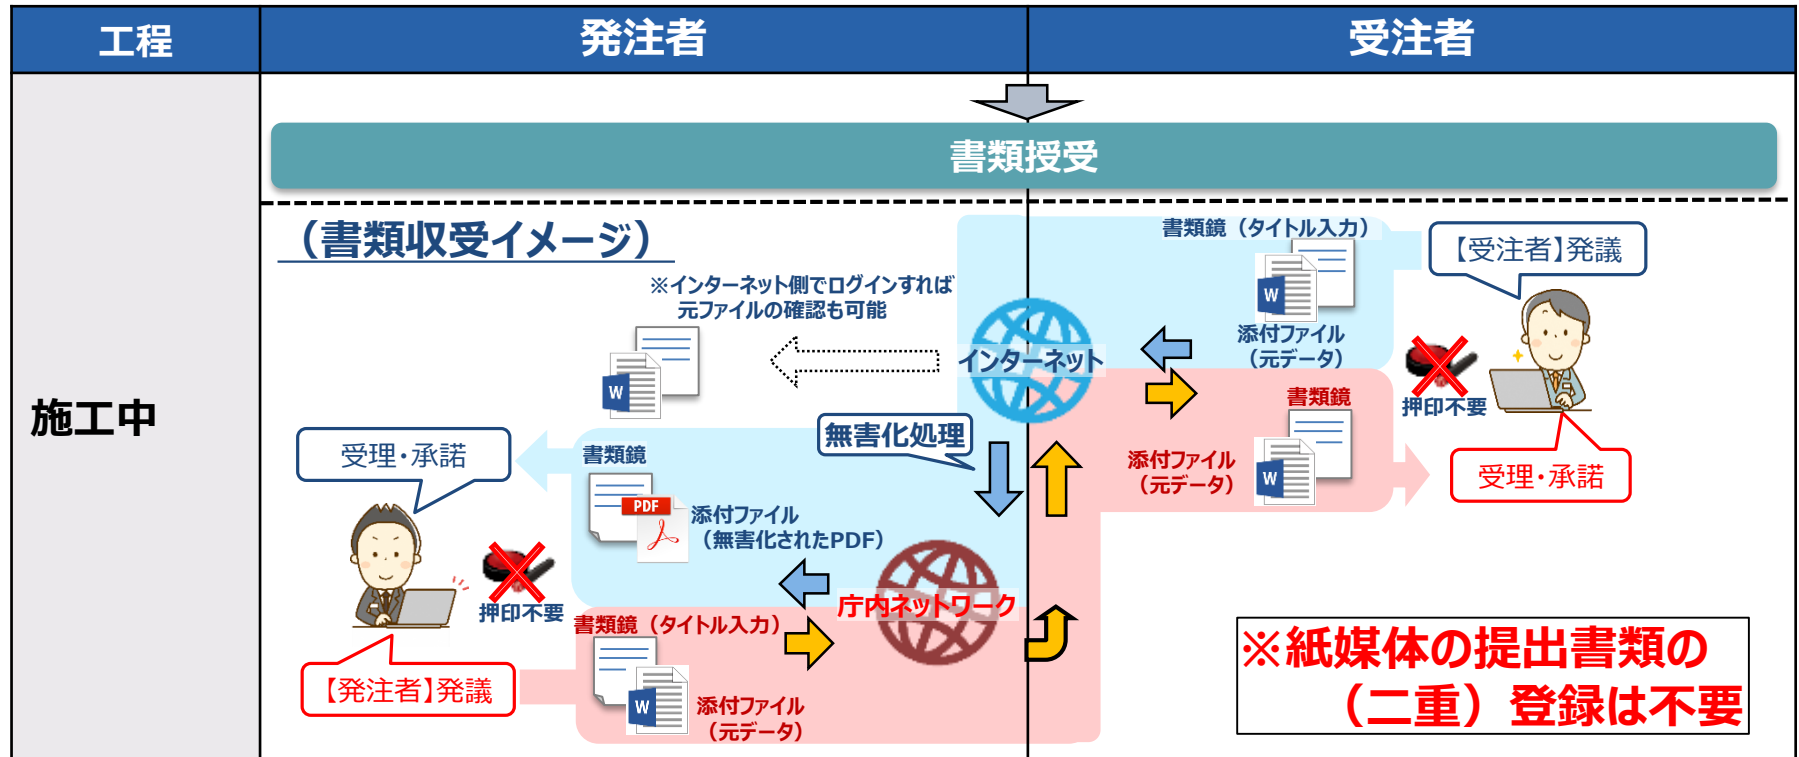 工程
発注者
受注者
施工中
書類授受
（書類収受イメージ）
※インターネット側でログインすれば
元ファイルの確認も可能
W
書類鏡（タイトル入力）
W
添付ファイル
（元データ）
【受注者】発議
インターネット
押印不要
書類鏡
添付ファイル
（元データ）
W
受理・承諾
無害化処理
受理・承諾
書類鏡
PDF
添付ファイル
（無害化されたPDF）
押印不要
庁内ネットワーク
書類鏡（タイトル入力）
W
添付ファイル
（元データ）
【発注者】発議
※紙媒体の提出書類の
（二重）登録は不要